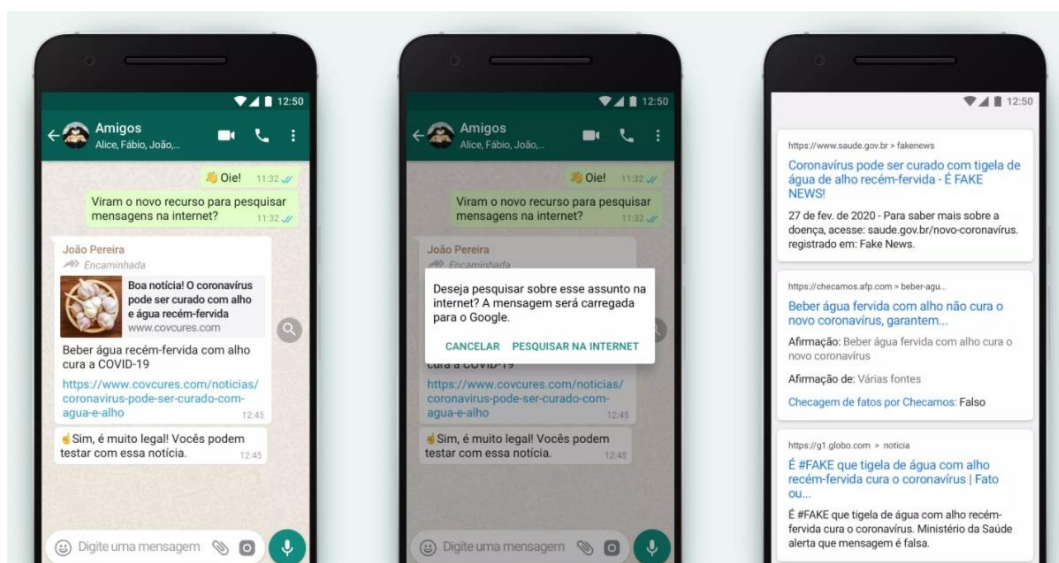 12:50
Amigos
Alice, Fábio, João,...
👋 Oie! 11:32
Viram o novo recurso para pesquisar
mensagens na internet? 11:32
João Pereira
Encaminhada
Boa notícia! O
coronavírus
pode ser curado com alho
e água recém-fervida
www.covcures.com
Beber água recém-fervida com alho
cura a COVID-19
https://www.covcures.com/noticias/
coronavirus-pode-ser-curado-com-
agua-e-alho 12:45
☝Sim, é muito legal! Vocês podem
testar com essa notícia. 12:45
Digite uma mensagem
12:50
Amigos
Alice, Fábio, João,...
👋 Oie! 11:32
Viram o novo recurso para pesquisar
mensagens na internet? 11:32
João Pereira
Encaminhada
Deseja pesquisar sobre esse assunto na
internet? A mensagem será carregada
para o Google.
CANCELAR PESQUISAR NA INTERNET
cura a COVID-19
https://www.covcures.com/noticias/
coronavirus-pode-ser-curado-com-
agua-e-alho 12:45
☝Sim, é muito legal! Vocês podem
testar com essa notícia. 12:45
Digite uma mensagem
12:50
https://www.saude.gov.br > fakenews
Coronavírus pode ser curado com tigela de
água de alho recém-fervida - É FAKE
NEWS!
27 de fev. de 2020 - Para saber mais sobre a
doença, acesse: saude.gov.br/novo-coronavírus.
registrado em: Fake News.
https://checamos.afp.com > beber-agu...
Beber água fervida com alho não cura o
novo coronavírus, garantem...
Afirmação: Beber água fervida com alho cura o
novo coronavírus
Afirmação de: Várias fontes
Checagem de fatos por Checamos: Falso
https://g1.globo.com > noticia
É #FAKE que tigela de água com alho
recém-fervida cura o coronavírus | Fato
ou...
É #FAKE que tigela de água com alho recém-
fervida cura o coronavírus. Ministério da Saúde
alerta que mensagem é falsa.